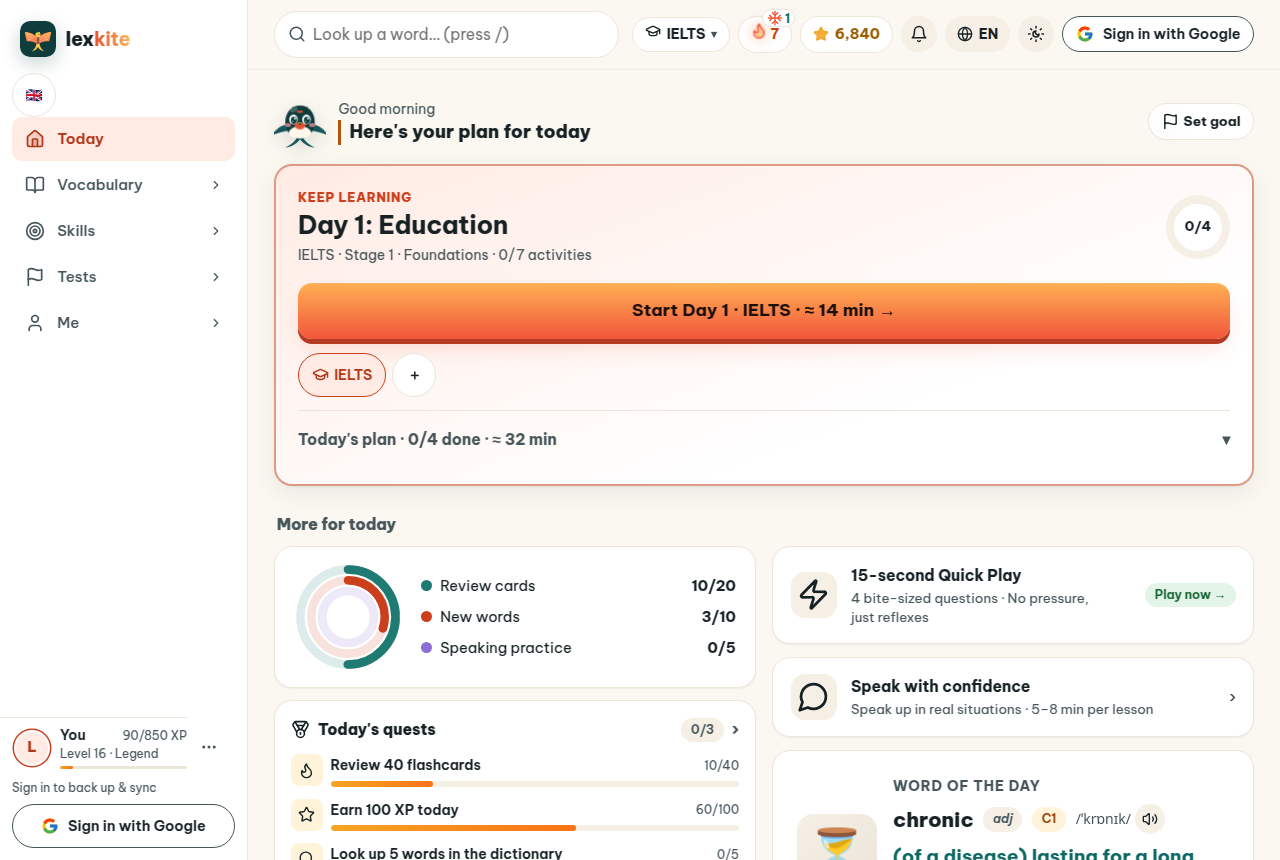 lexkite
Look up a word... (press /)
IELTS ▾
7
1
6,840
EN
Sign in with Google
Today
Vocabulary
Skills
Tests
Me
Good morning
Here's your plan for today
Set goal
KEEP LEARNING
Day 1: Education
IELTS · Stage 1 · Foundations · 0/7 activities
0/4
Start Day 1 · IELTS · ≈ 14 min →
IELTS
+
Today's plan · 0/4 done · ≈ 32 min ▾
More for today
Review cards 10/20
New words 3/10
Speaking practice 0/5
Today's quests 0/3 ›
Review 40 flashcards 10/40
Earn 100 XP today 60/100
Look up 5 words in the dictionary 0/5
15-second Quick Play
4 bite-sized questions · No pressure,
just reflexes
Play now →
Speak with confidence
Speak up in real situations · 5–8 min per lesson
WORD OF THE DAY
chronic adj C1 /ˈkrɒnɪk/
(of a disease) lasting for a long
L
You 90/850 XP
Level 16 · Legend
Sign in to back up & sync
Sign in with Google